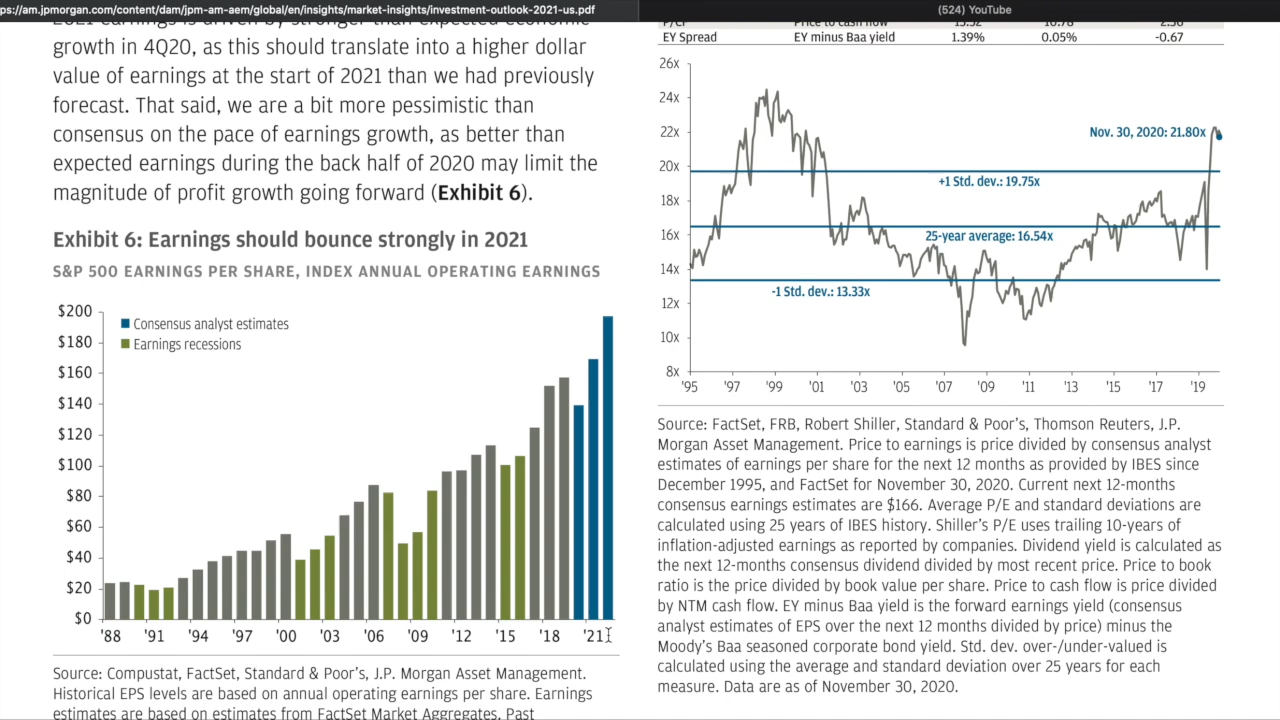 ps://am.jpmorgan.com/content/dam/jpm-am-aem/global/en/insights/market-insights/investment-outlook-2021-us.pdf
(524) YouTube
2021 earnings is driven by stronger than expected economic
growth in 4Q20, as this should translate into a higher dollar
value of earnings at the start of 2021 than we had previously
forecast. That said, we are a bit more pessimistic than
consensus on the pace of earnings growth, as better than
expected earnings during the back half of 2020 may limit the
magnitude of profit growth going forward (Exhibit 6).
Exhibit 6: Earnings should bounce strongly in 2021
S&P 500 EARNINGS PER SHARE, INDEX ANNUAL OPERATING EARNINGS
$200
$180
$160
$140
$120
$100
$80
$60
$40
$20
$0
Consensus analyst estimates
Earnings recessions
'88 '91 '94 '97 '00 '03 '06 '09 '12 '15 '18 '21
Source: Compustat, FactSet, Standard & Poor's, J.P. Morgan Asset Management.
Historical EPS levels are based on annual operating earnings per share. Earnings
estimates are based on estimates from FactSet Market Aggregates. Past
P/CF Price to cash flow
EY Spread EY minus Baa yield 1.39% 0.05% -0.67
26x
24x
22x
20x
18x
16x
14x
12x
10x
8x
Nov. 30, 2020: 21.80x
+1 Std. dev.: 19.75x
25-year average: 16.54x
-1 Std. dev.: 13.33x
'95 '97 '99 '01 '03 '05 '07 '09 '11 '13 '15 '17 '19
Source: FactSet, FRB, Robert Shiller, Standard & Poor's, Thomson Reuters, J.P.
Morgan Asset Management. Price to earnings is price divided by consensus analyst
estimates of earnings per share for the next 12 months as provided by IBES since
December 1995, and FactSet for November 30, 2020. Current next 12-months
consensus earnings estimates are $166. Average P/E and standard deviations are
calculated using 25 years of IBES history. Shiller's P/E uses trailing 10-years of
inflation-adjusted earnings as reported by companies. Dividend yield is calculated as
the next 12-months consensus dividend divided by most recent price. Price to book
ratio is the price divided by book value per share. Price to cash flow is price divided
by NTM cash flow. EY minus Baa yield is the forward earnings yield (consensus
analyst estimates of EPS over the next 12 months divided by price) minus the
Moody's Baa seasoned corporate bond yield. Std. dev. over-/under-valued is
calculated using the average and standard deviation over 25 years for each
measure. Data are as of November 30, 2020.